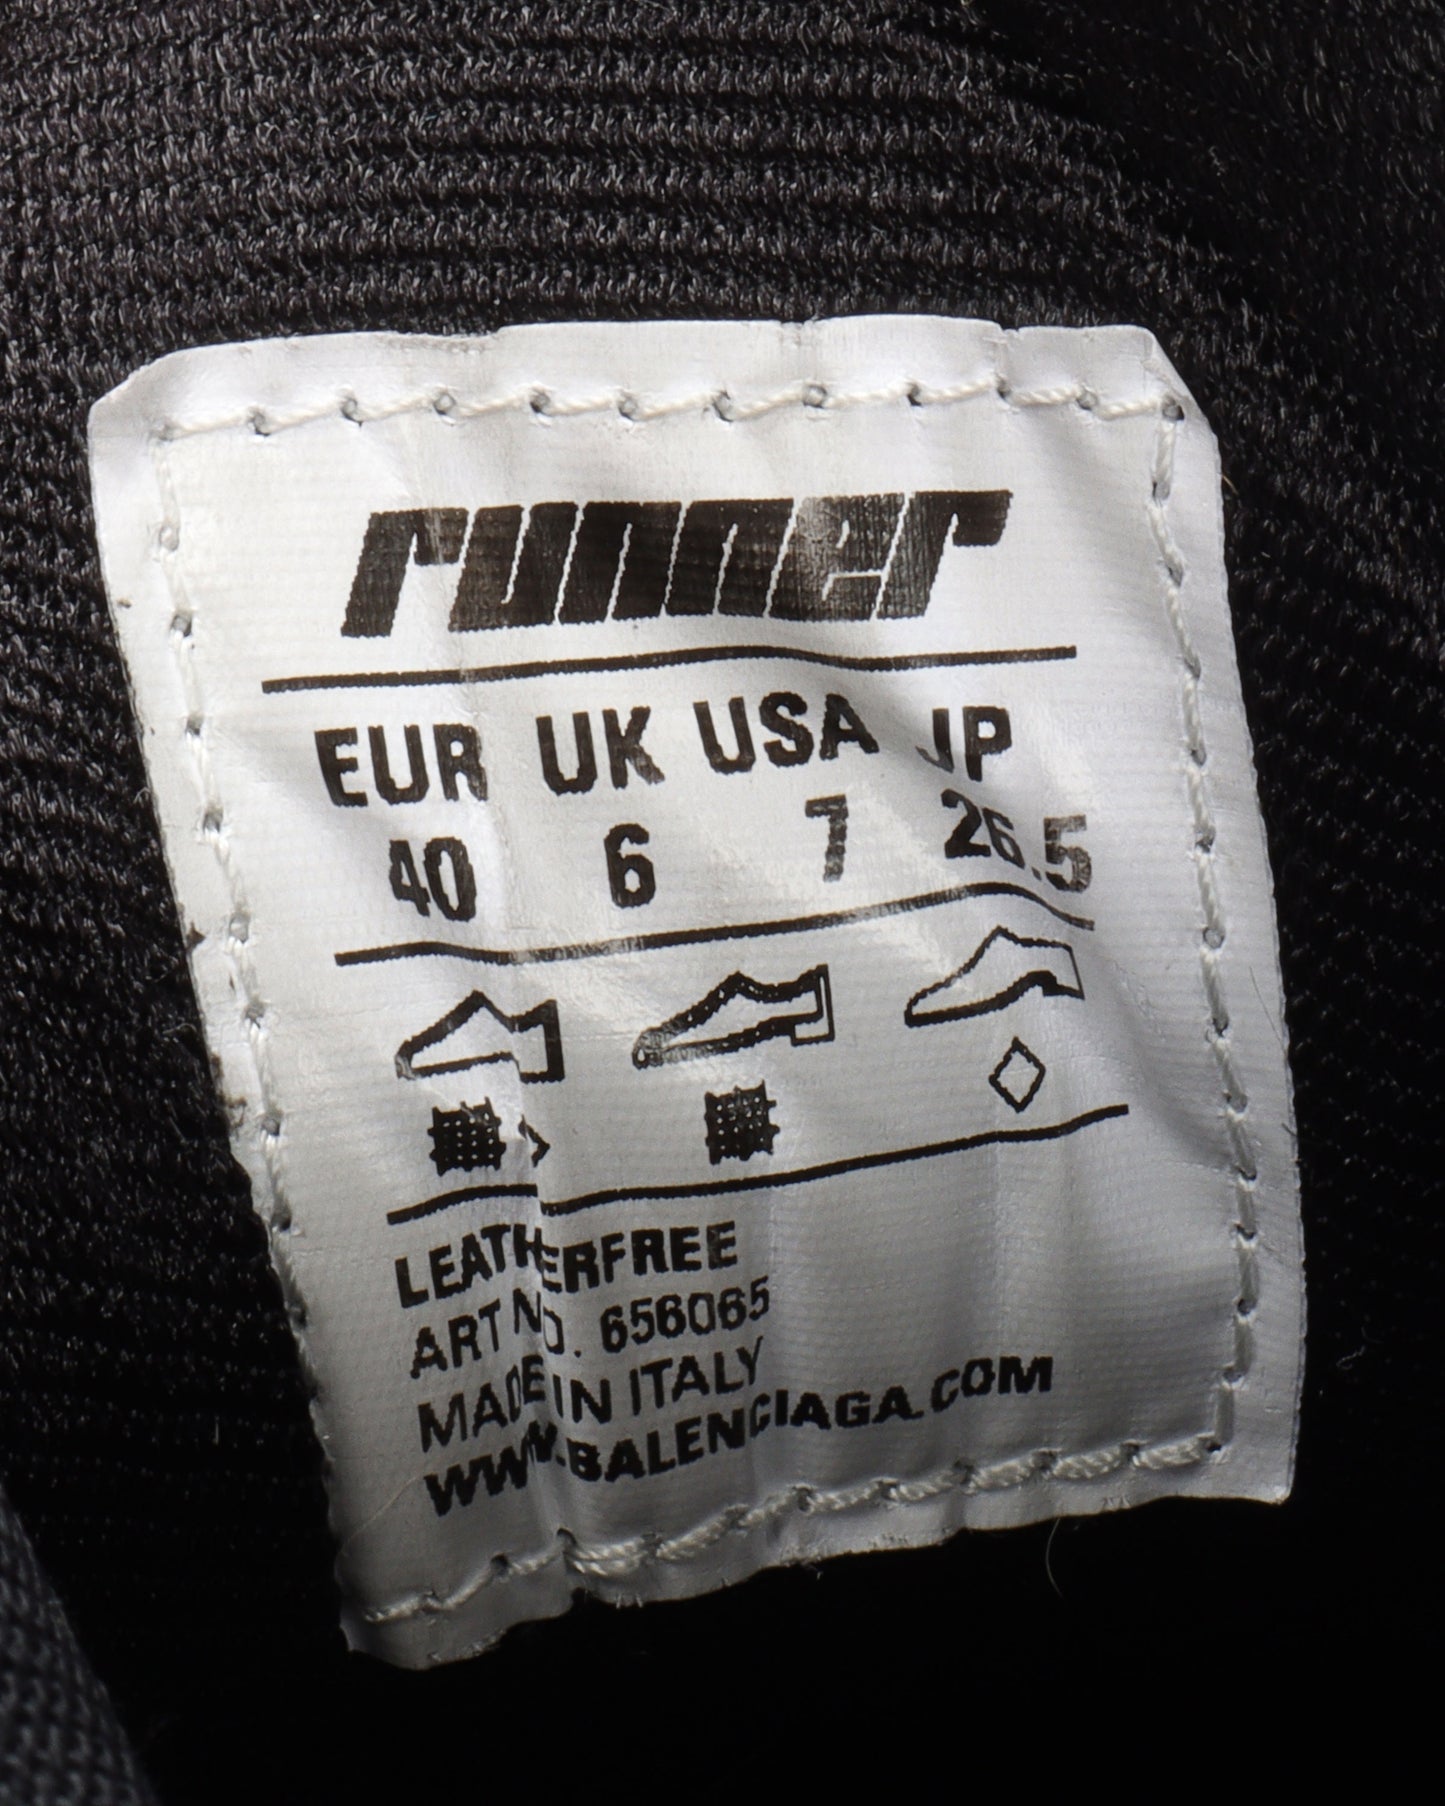 runner
EUR UK USA JP
40 6 7 26.5
LEATHERFREE
ART NO. 656065
MADE IN ITALY
WWW.BALENCIAGA.COM